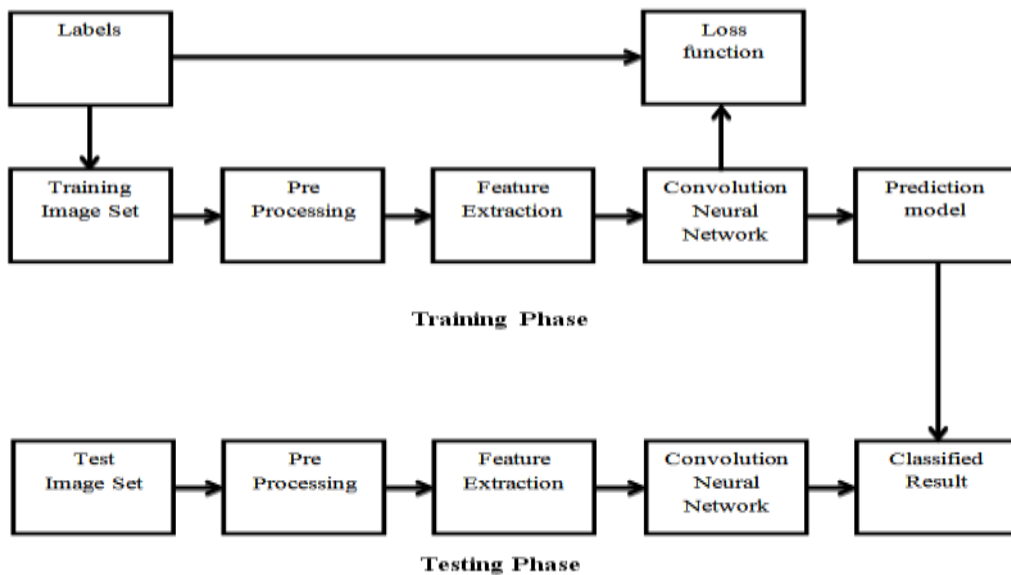 Labels
Loss
function
Training
Image Set
Pre
Processing
Feature
Extraction
Convolution
Neural
Network
Prediction
model
Training Phase
Test
Image Set
Pre
Processing
Feature
Extraction
Convolution
Neural
Network
Classified
Result
Testing Phase